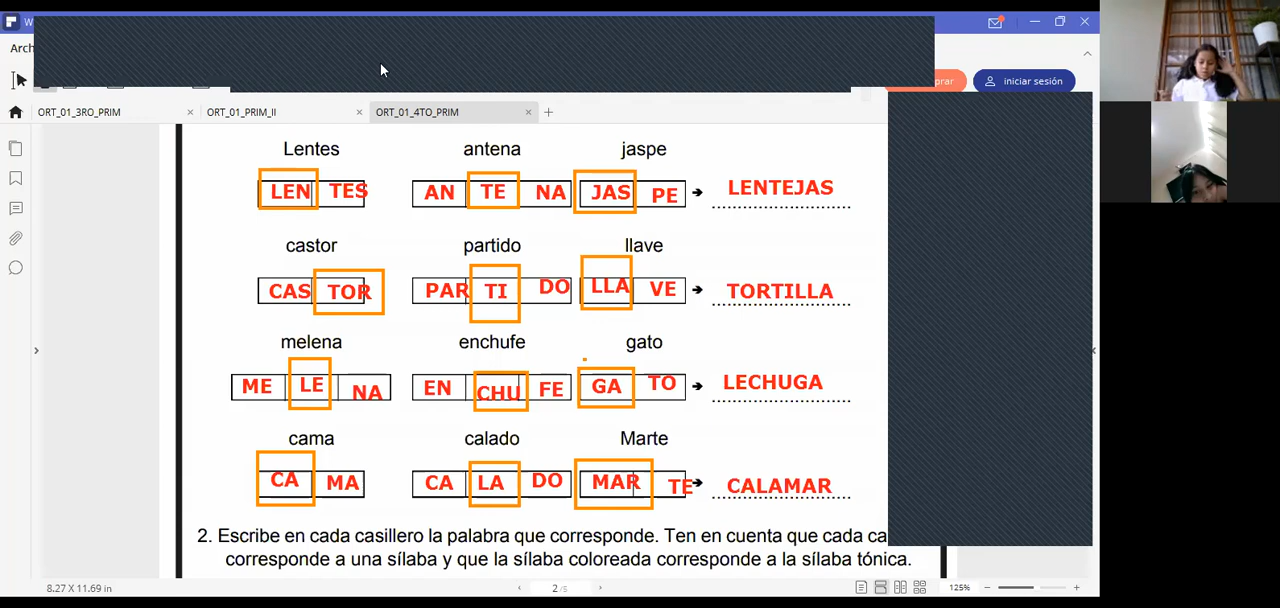 W
Arch
prar
iniciar sesión
ORT_01_3RO_PRIM × ORT_01_PRIM_II × ORT_01_4TO_PRIM × +
Lentes antena jaspe
LEN TES AN TE NA JAS PE → LENTEJAS
castor partido llave
CAS TOR PAR TI DO LLA VE → TORTILLA
melena enchufe gato
ME LE NA EN CHU FE GA TO → LECHUGA
cama calado Marte
CA MA CA LA DO MAR TE → CALAMAR
2. Escribe en cada casillero la palabra que corresponde. Ten en cuenta que cada ca
corresponde a una sílaba y que la sílaba coloreada corresponde a la sílaba tónica.
8.27 x 11.69 in 2/5 125%